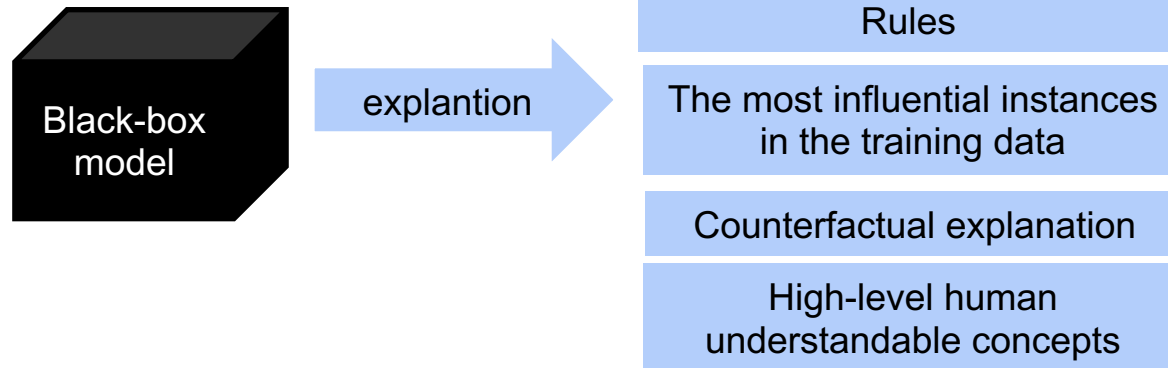 Black-box
model
explantion
Rules
The most influential instances
in the training data
Counterfactual explanation
High-level human
understandable concepts